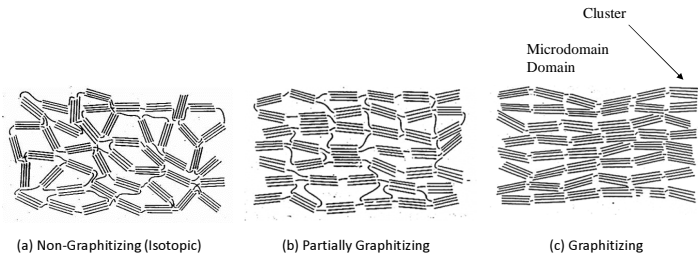 Cluster
Microdomain
Domain
(a) Non-Graphitizing (Isotopic)
(b) Partially Graphitizing
(c) Graphitizing